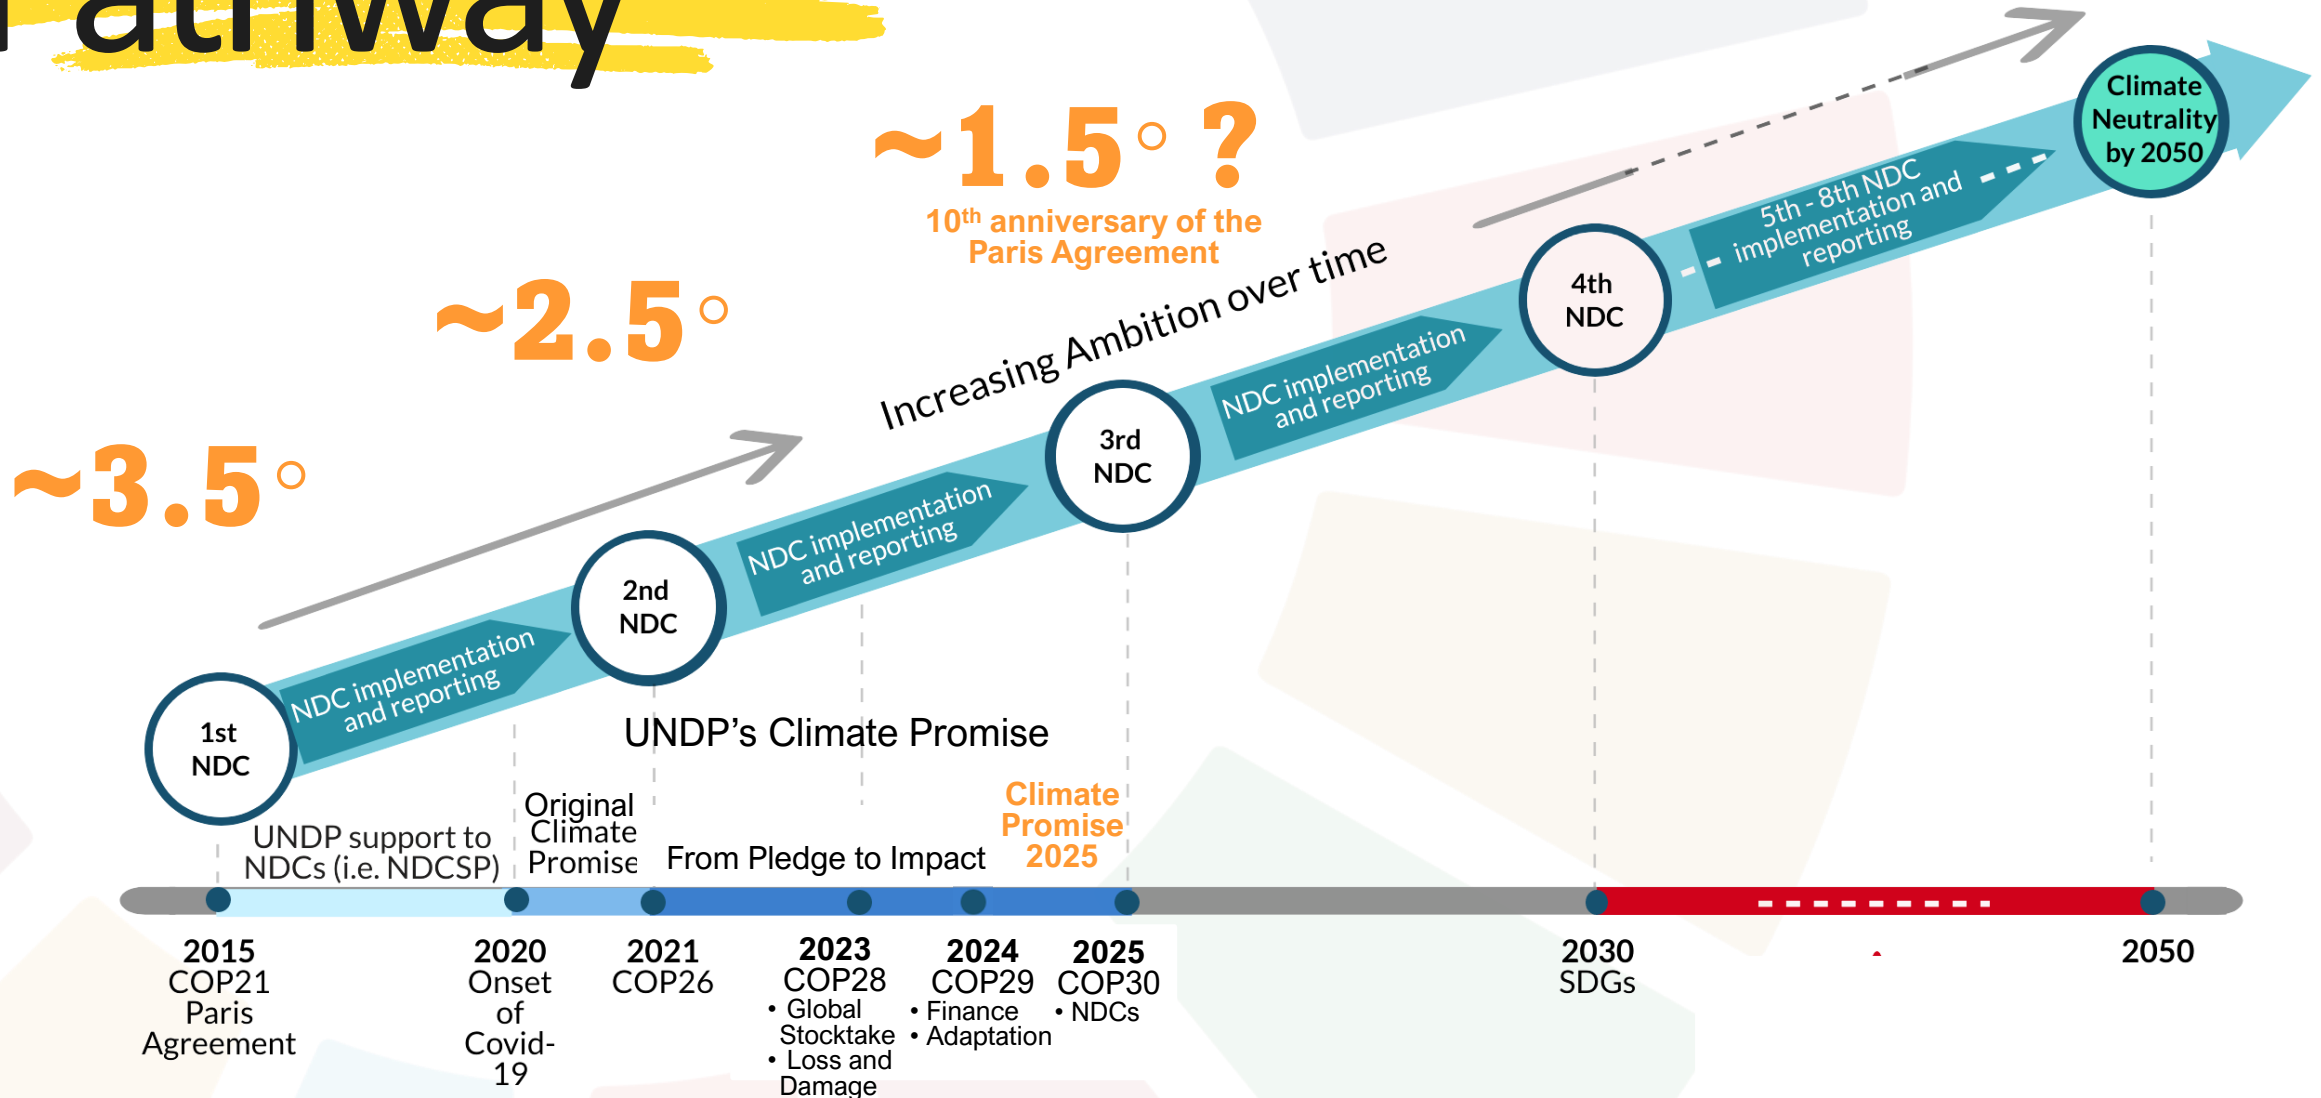 Pathway
~1.5° ?
10th anniversary of the
Paris Agreement
~2.5°
~3.5°
Increasing Ambition over time
Climate
Neutrality
by 2050
5th - 8th NDC
implementation and
reporting
4th
NDC
NDC implementation
and reporting
3rd
NDC
NDC implementation
and reporting
2nd
NDC
NDC implementation
and reporting
1st
NDC
UNDP’s Climate Promise
UNDP support to
NDCs (i.e. NDCSP)
Original
Climate
Promise
From Pledge to Impact
Climate
Promise
2025
2015
COP21
Paris
Agreement
2020
Onset
of
Covid-
19
2021
COP26
2023
COP28
• Global
Stocktake
• Loss and
Damage
2024
COP29
• Finance
• Adaptation
2025
COP30
• NDCs
2030
SDGs
2050